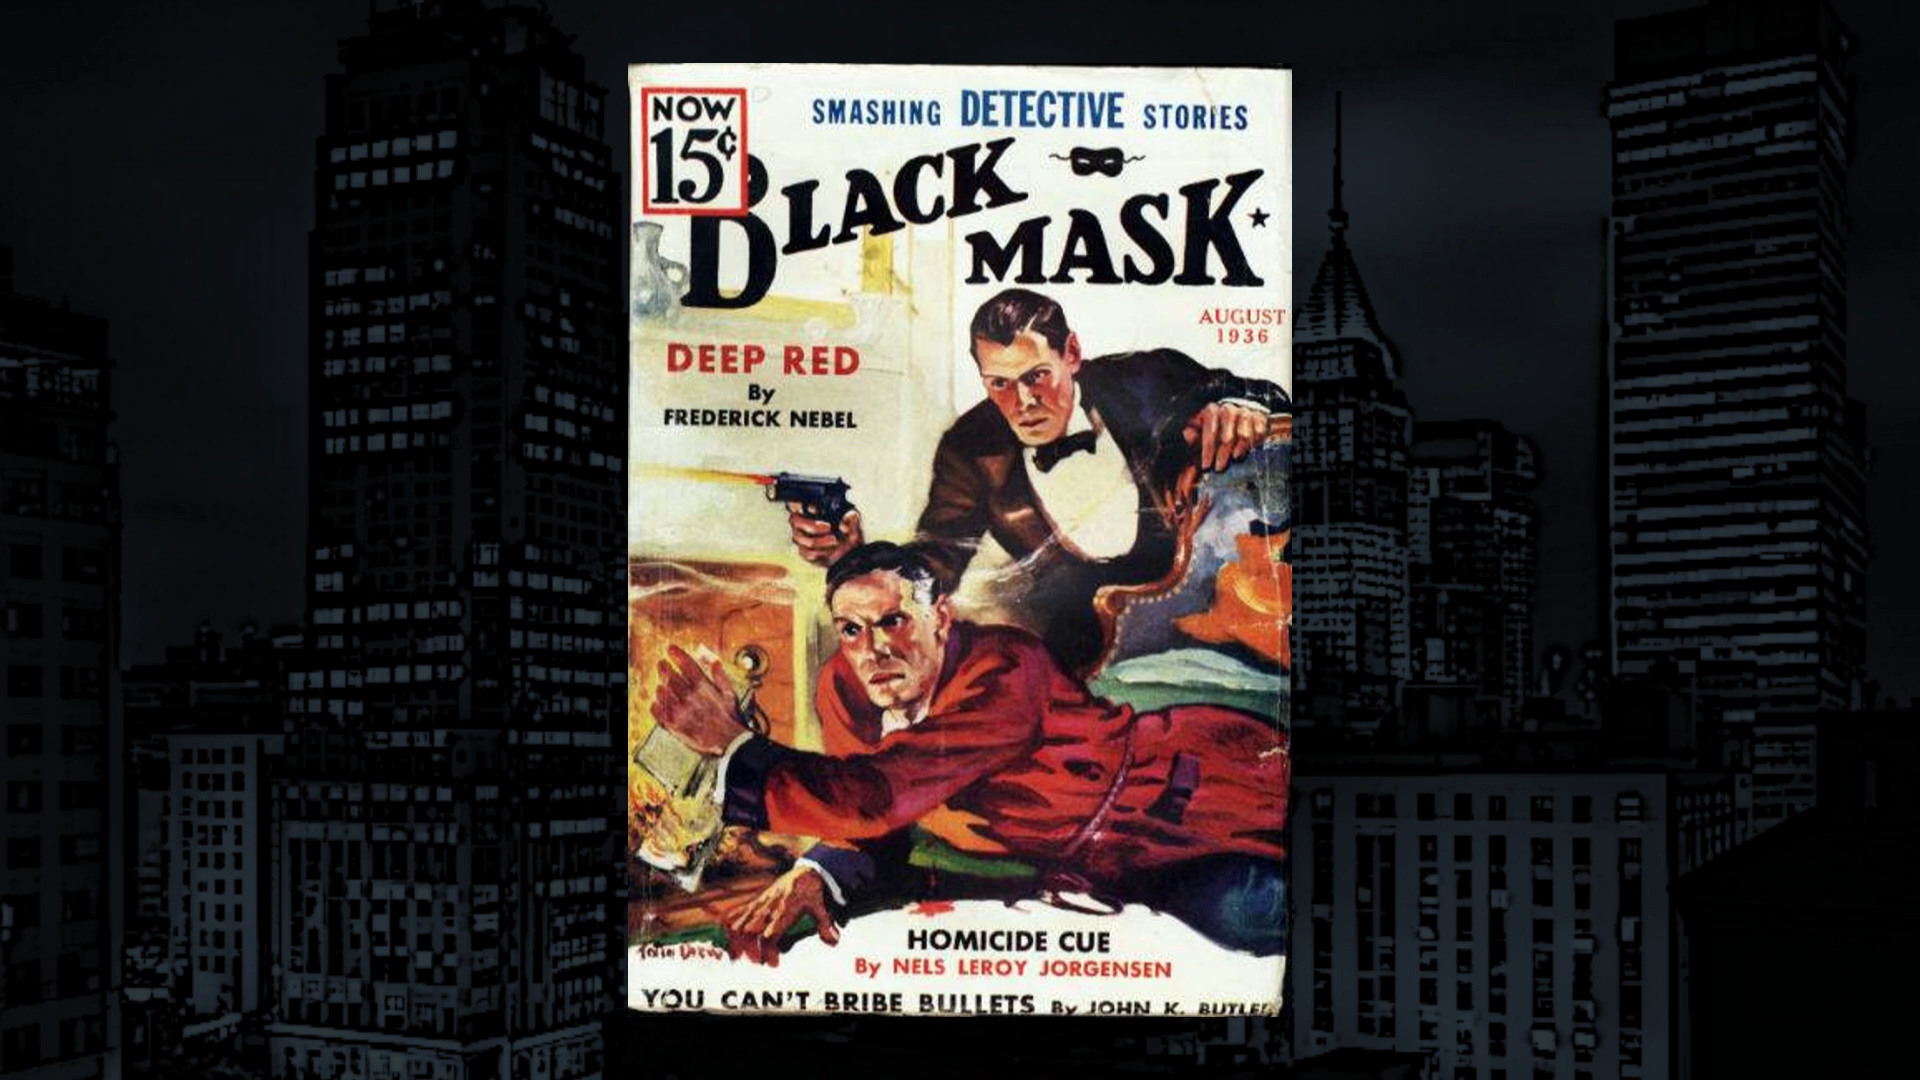 NOW
15¢
SMASHING DETECTIVE STORIES
BLACK
MASK
AUGUST
1936
DEEP RED
By
FREDERICK NEBEL
HOMICIDE CUE
By NELS LEROY JORGENSEN
YOU CAN'T BRIBE BULLETS By JOHN K. BUTLER